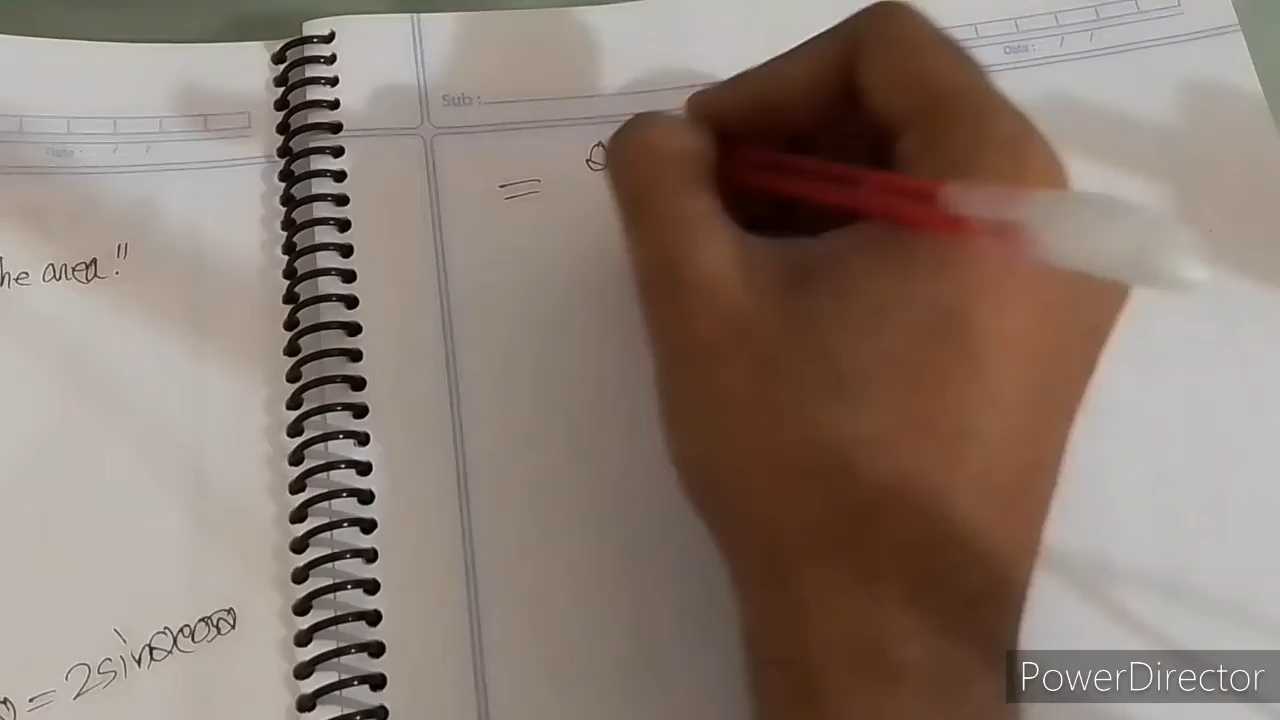 Date: / /
he area."
= 2sinθcosθ
Sub:
Date: / /
=
PowerDirector